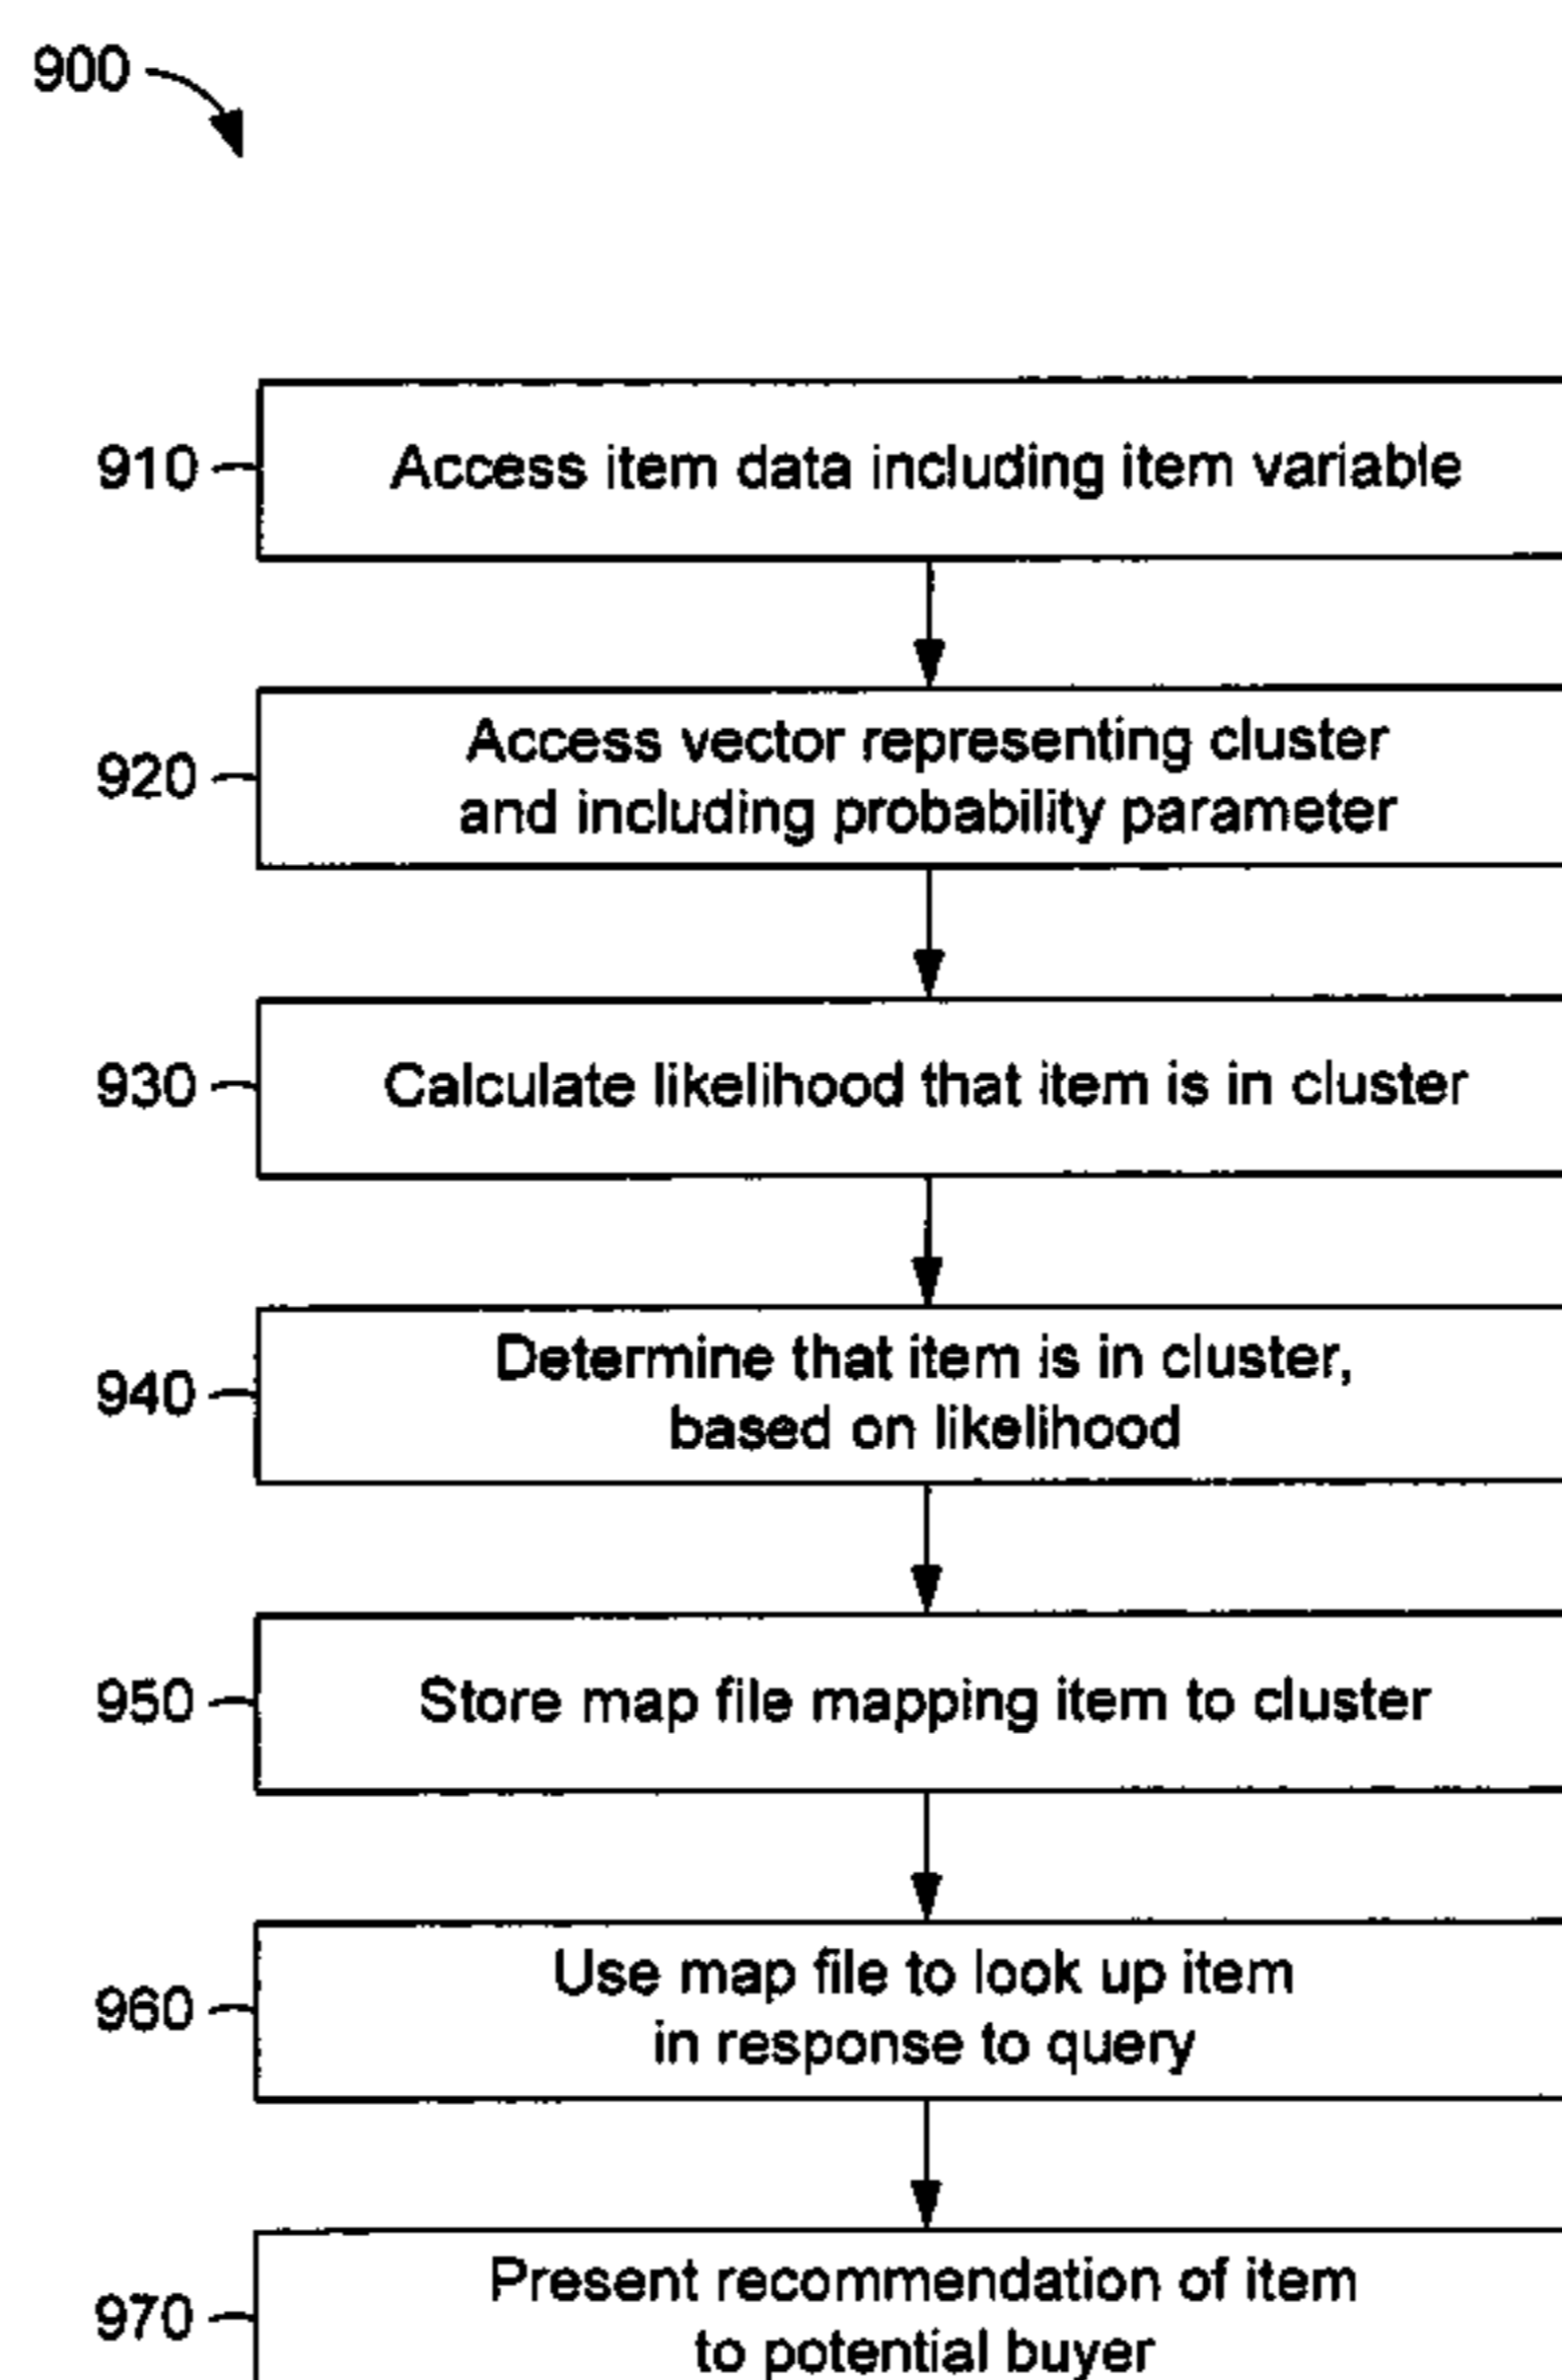 900
910
Access item data including item variable
920
Access vector representing cluster
and including probability parameter
930
Calculate likelihood that item is in cluster
940
Determine that item is in cluster,
based on likelihood
950
Store map file mapping item to cluster
960
Use map file to look up item
in response to query
970
Present recommendation of item
to potential buyer